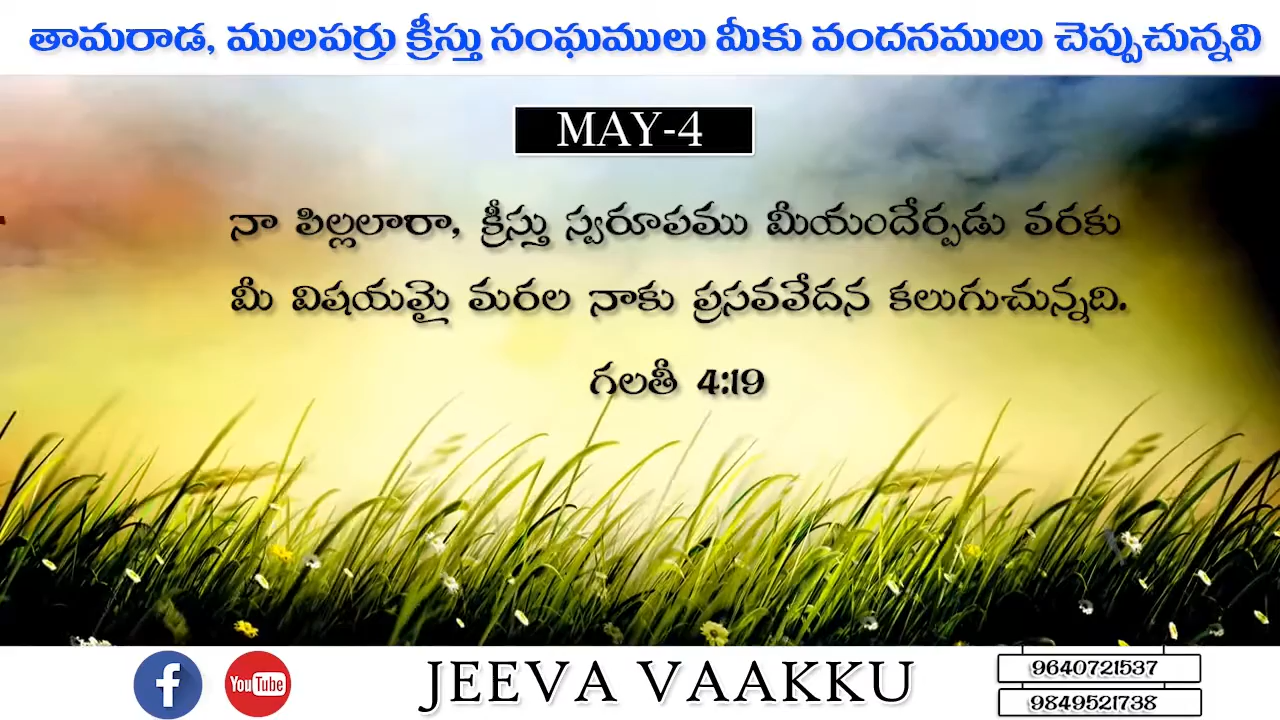 తామరాడ, ములపర్రు క్రీస్తు సంఘములు మీకు వందనములు చెప్పుచున్నవి
MAY-4
నా పిల్లలారా, క్రీస్తు స్వరూపము మీయందేర్పడు వరకు
మీ విషయమై మరల నాకు ప్రసవవేదన కలుగుచున్నది.
గలతీ 4:19
f YouTube JEEVA VAAKKU 9640721537
9849521738